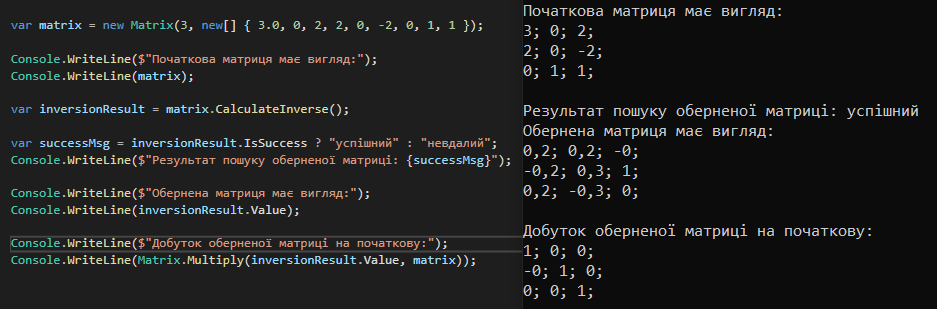 var matrix = new Matrix(3, new[] { 3.0, 0, 2, 2, 0, -2, 0, 1, 1 });
Console.WriteLine($"Початкова матриця має вигляд:");
Console.WriteLine(matrix);
var inversionResult = matrix.CalculateInverse();
var successMsg = inversionResult.IsSuccess ? "успішний" : "невдалий";
Console.WriteLine($"Результат пошуку оберненої матриці: {successMsg}");
Console.WriteLine($"Обернена матриця має вигляд:");
Console.WriteLine(inversionResult.Value);
Console.WriteLine($"Добуток оберненої матриці на початкову:");
Console.WriteLine(Matrix.Multiply(inversionResult.Value, matrix));
Початкова матриця має вигляд:
3; 0; 2;
2; 0; -2;
0; 1; 1;
Результат пошуку оберненої матриці: успішний
Обернена матриця має вигляд:
0,2; 0,2; -0;
-0,2; 0,3; 1;
0,2; -0,3; 0;
Добуток оберненої матриці на початкову:
1; 0; 0;
-0; 1; 0;
0; 0; 1;